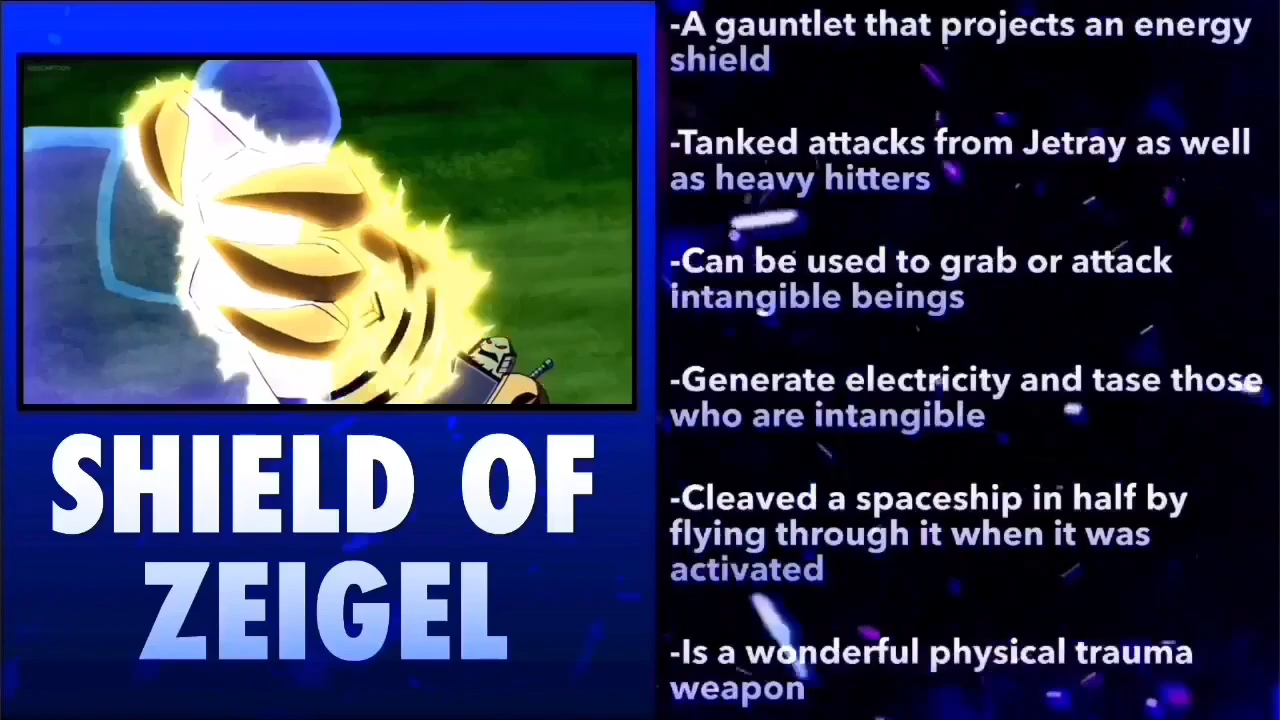 -A gauntlet that projects an energy
shield
-Tanked attacks from Jetray as well
as heavy hitters
-Can be used to grab or attack
intangible beings
-Generate electricity and tase those
who are intangible
-Cleaved a spaceship in half by
flying through it when it was
activated
-Is a wonderful physical trauma
weapon
SHIELD OF
ZEIGEL